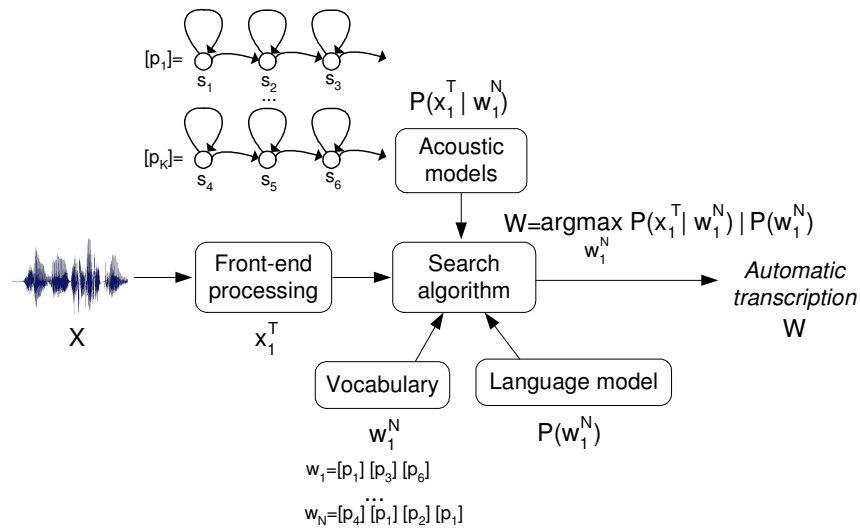 [p₁]=
s₁ s₂ s₃
...
[pₖ]=
s₄ s₅ s₆
P(x₁ᵀ | w₁ᴺ)
Acoustic
models
W=argmax P(x₁ᵀ | w₁ᴺ) | P(w₁ᴺ)
w₁ᴺ
Front-end
processing
Search
algorithm
Automatic
transcription
W
X
x₁ᵀ
Vocabulary
Language model
w₁ᴺ
P(w₁ᴺ)
w₁=[p₁] [p₃] [p₆]
...
w_N=[p₄] [p₁] [p₂] [p₁]